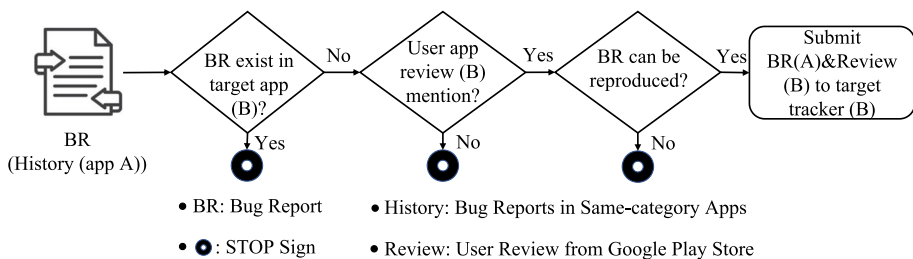 BR
(History (app A))
BR exist in
target app
(B)?
No
Yes
User app
review (B)
mention?
Yes
No
BR can be
reproduced?
Yes
No
Submit
BR(A)&Review
(B) to target
tracker (B)
• BR: Bug Report
• History: Bug Reports in Same-category Apps
• : STOP Sign
• Review: User Review from Google Play Store